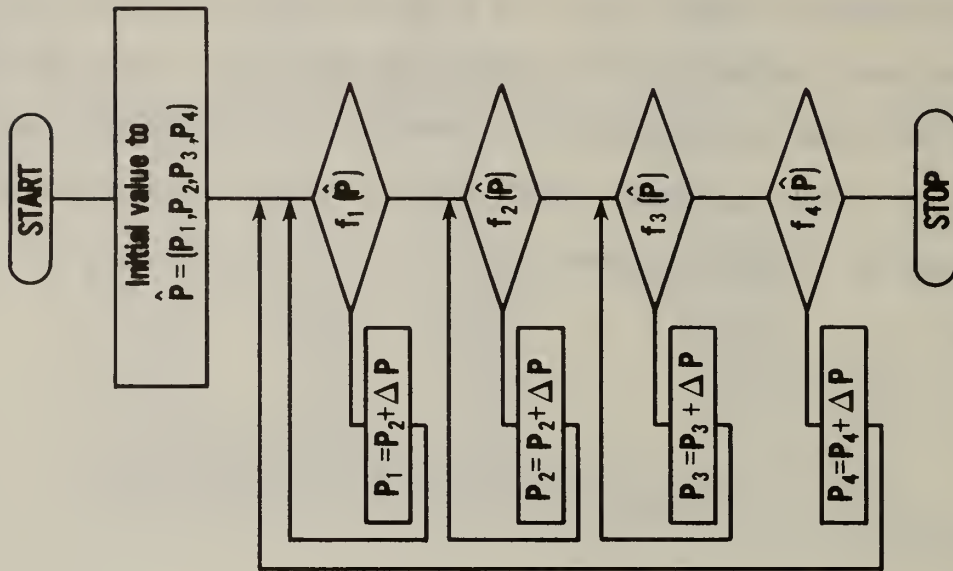 START
Initial value to
P̂ = (P₁,P₂,P₃,P₄)
f₁(P̂)
P₁=P₂+ΔP
f₂(P̂)
P₂=P₂+ΔP
f₃(P̂)
P₃=P₃+ΔP
f₄(P̂)
P₄=P₄+ΔP
STOP